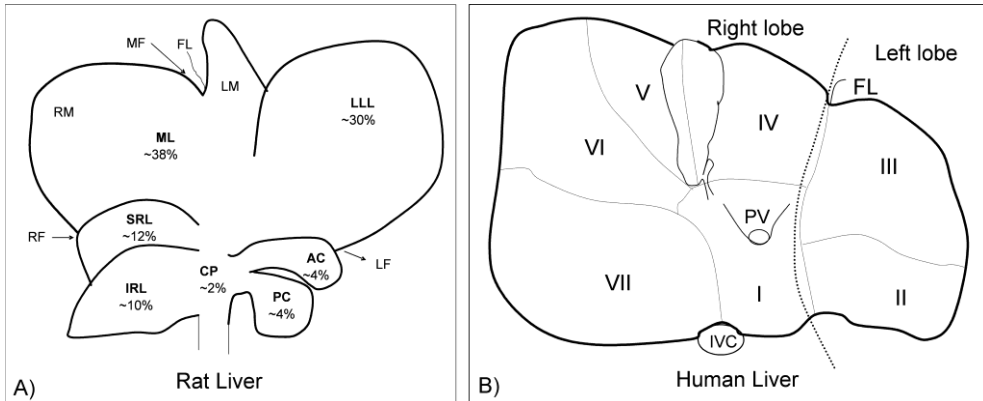 MF
FL
LM
RM
LLL
~30%
ML
~38%
SRL
~12%
RF
AC
~4%
LF
CP
~2%
IRL
~10%
PC
~4%
A)
Rat Liver
Right lobe
Left lobe
FL
V
IV
VI
III
PV
VII
I
II
IVC
B)
Human Liver